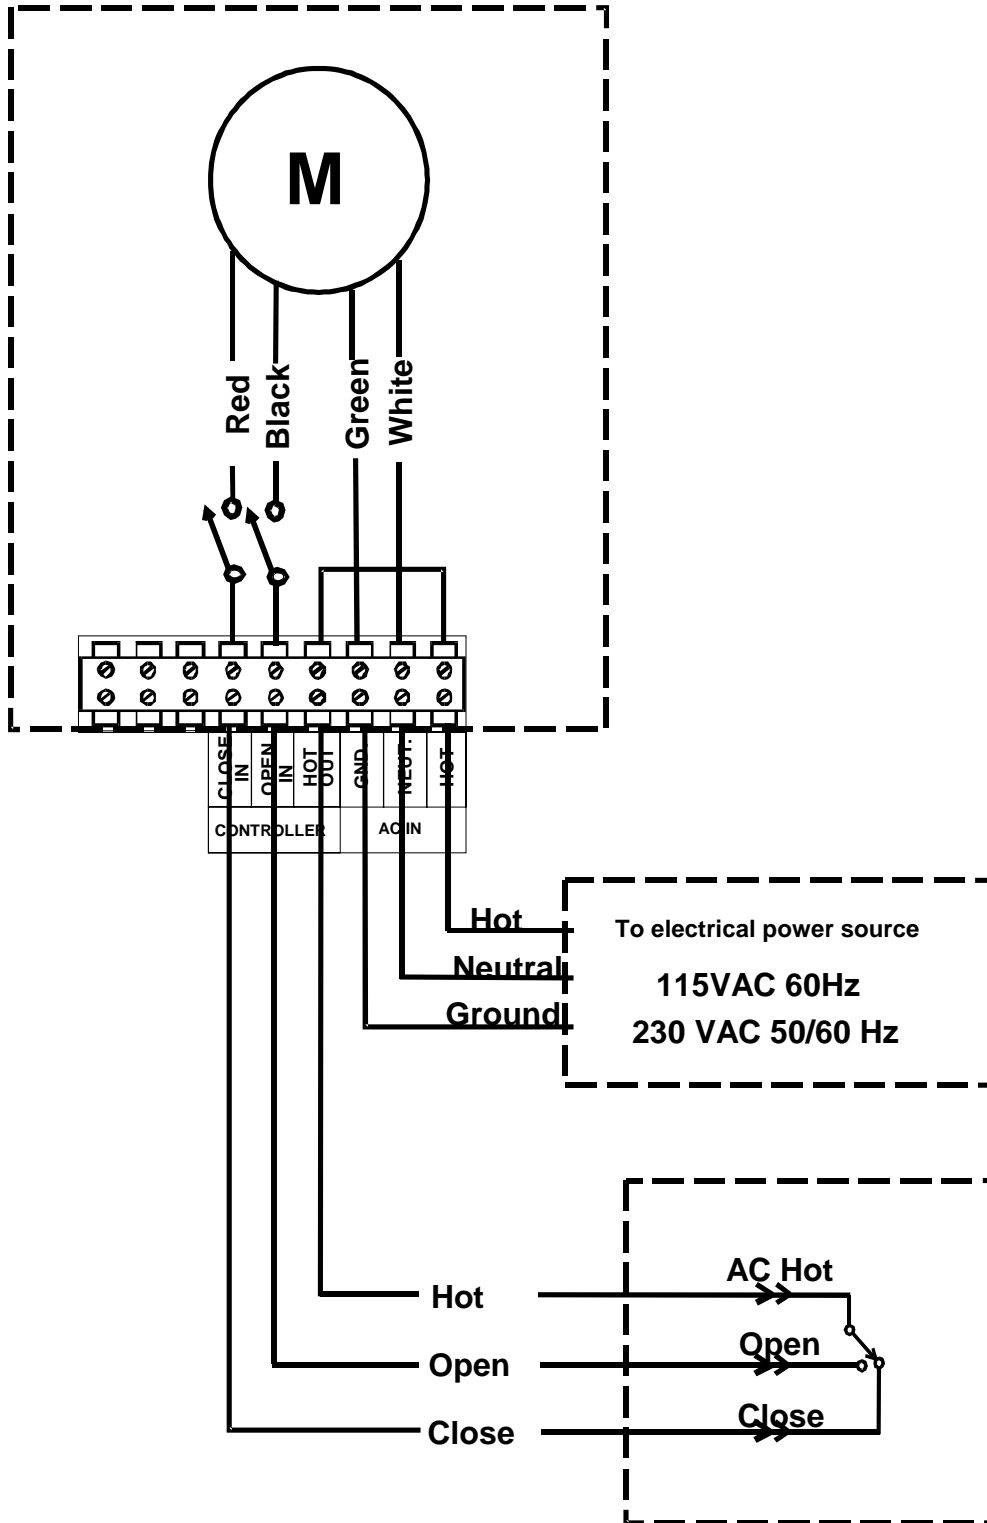 M
Red
Black
Green
White
CLOSE IN
OPEN IN
HOT OUT
GND.
NEUT.
HOT
CONTROLLER
AC IN
Hot
To electrical power source
Neutral
115VAC 60Hz
Ground
230 VAC 50/60 Hz
AC Hot
Hot
Open
Open
Close
Close